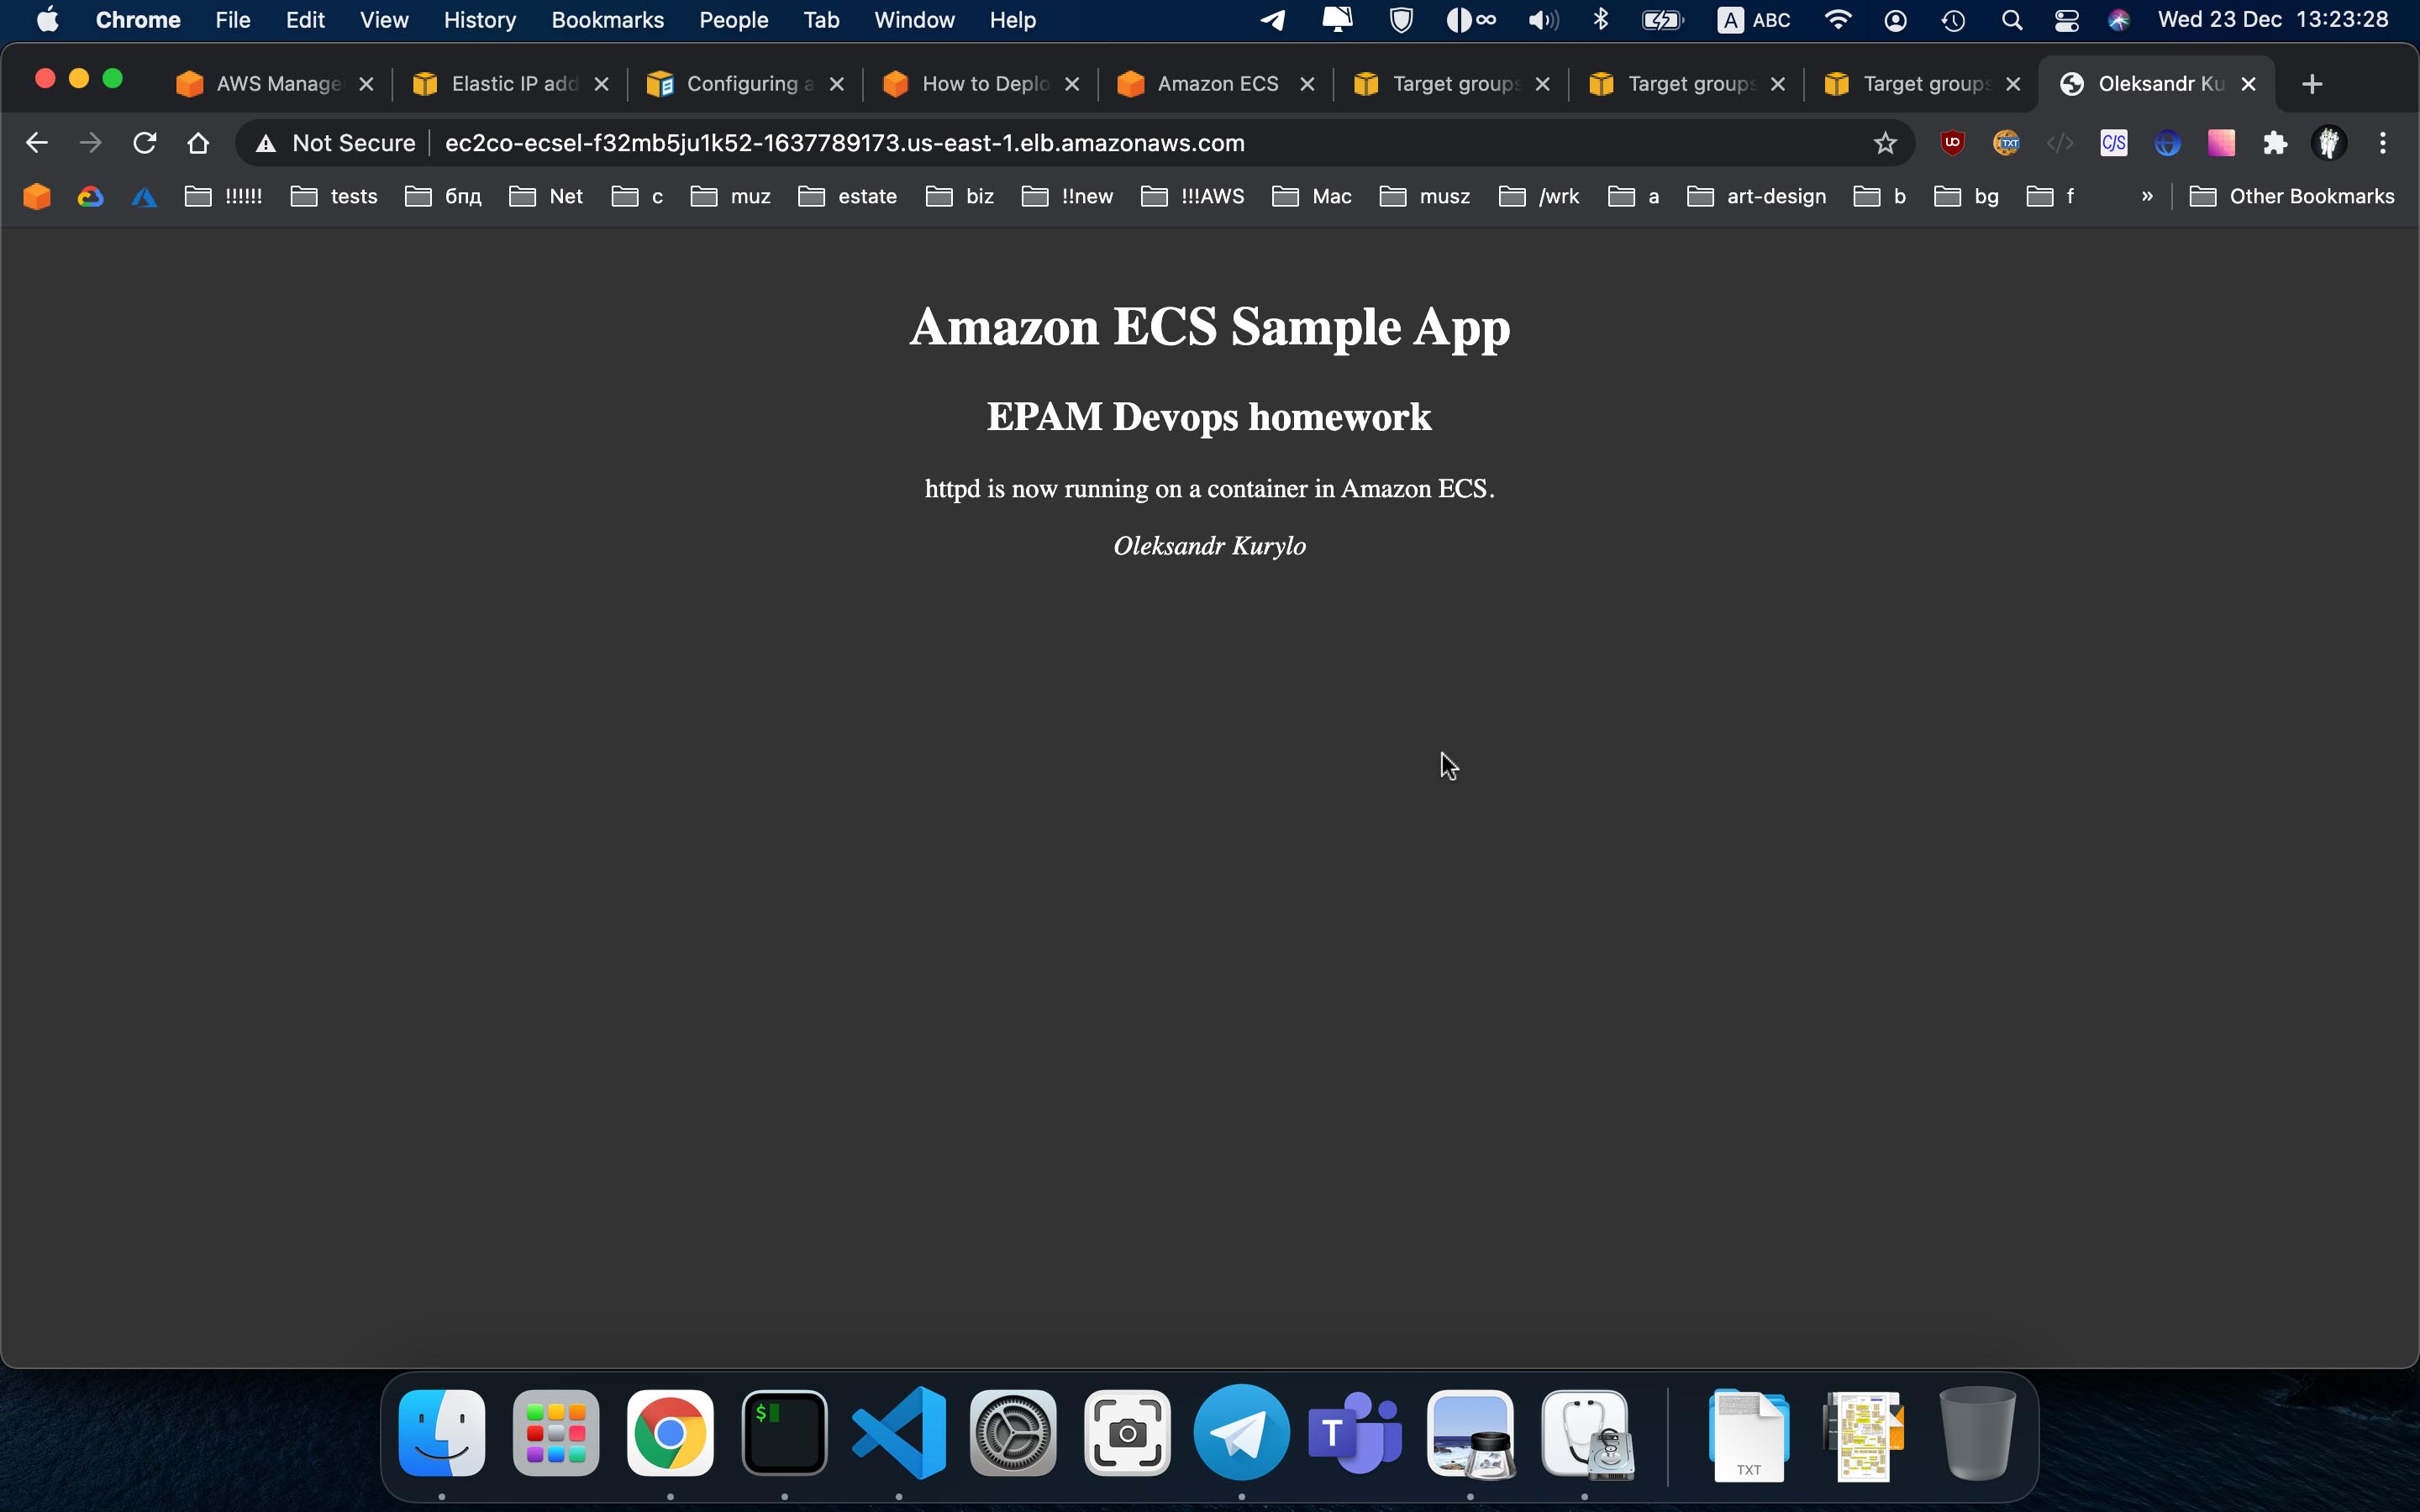 Chrome File Edit View History Bookmarks People Tab Window Help A ABC Wed 23 Dec 13:23:28
AWS Manage Elastic IP add Configuring a How to Deplo Amazon ECS Target groups Target groups Target groups Oleksandr Ku
Not Secure ec2co-ecsel-f32mb5ju1k52-1637789173.us-east-1.elb.amazonaws.com UO TXT </> C/S
!!!!!! tests бпд Net c muz estate biz !!new !!!AWS Mac musz /wrk a art-design b bg f » Other Bookmarks
Amazon ECS Sample App
EPAM Devops homework
httpd is now running on a container in Amazon ECS.
Oleksandr Kurylo
$ T TXT